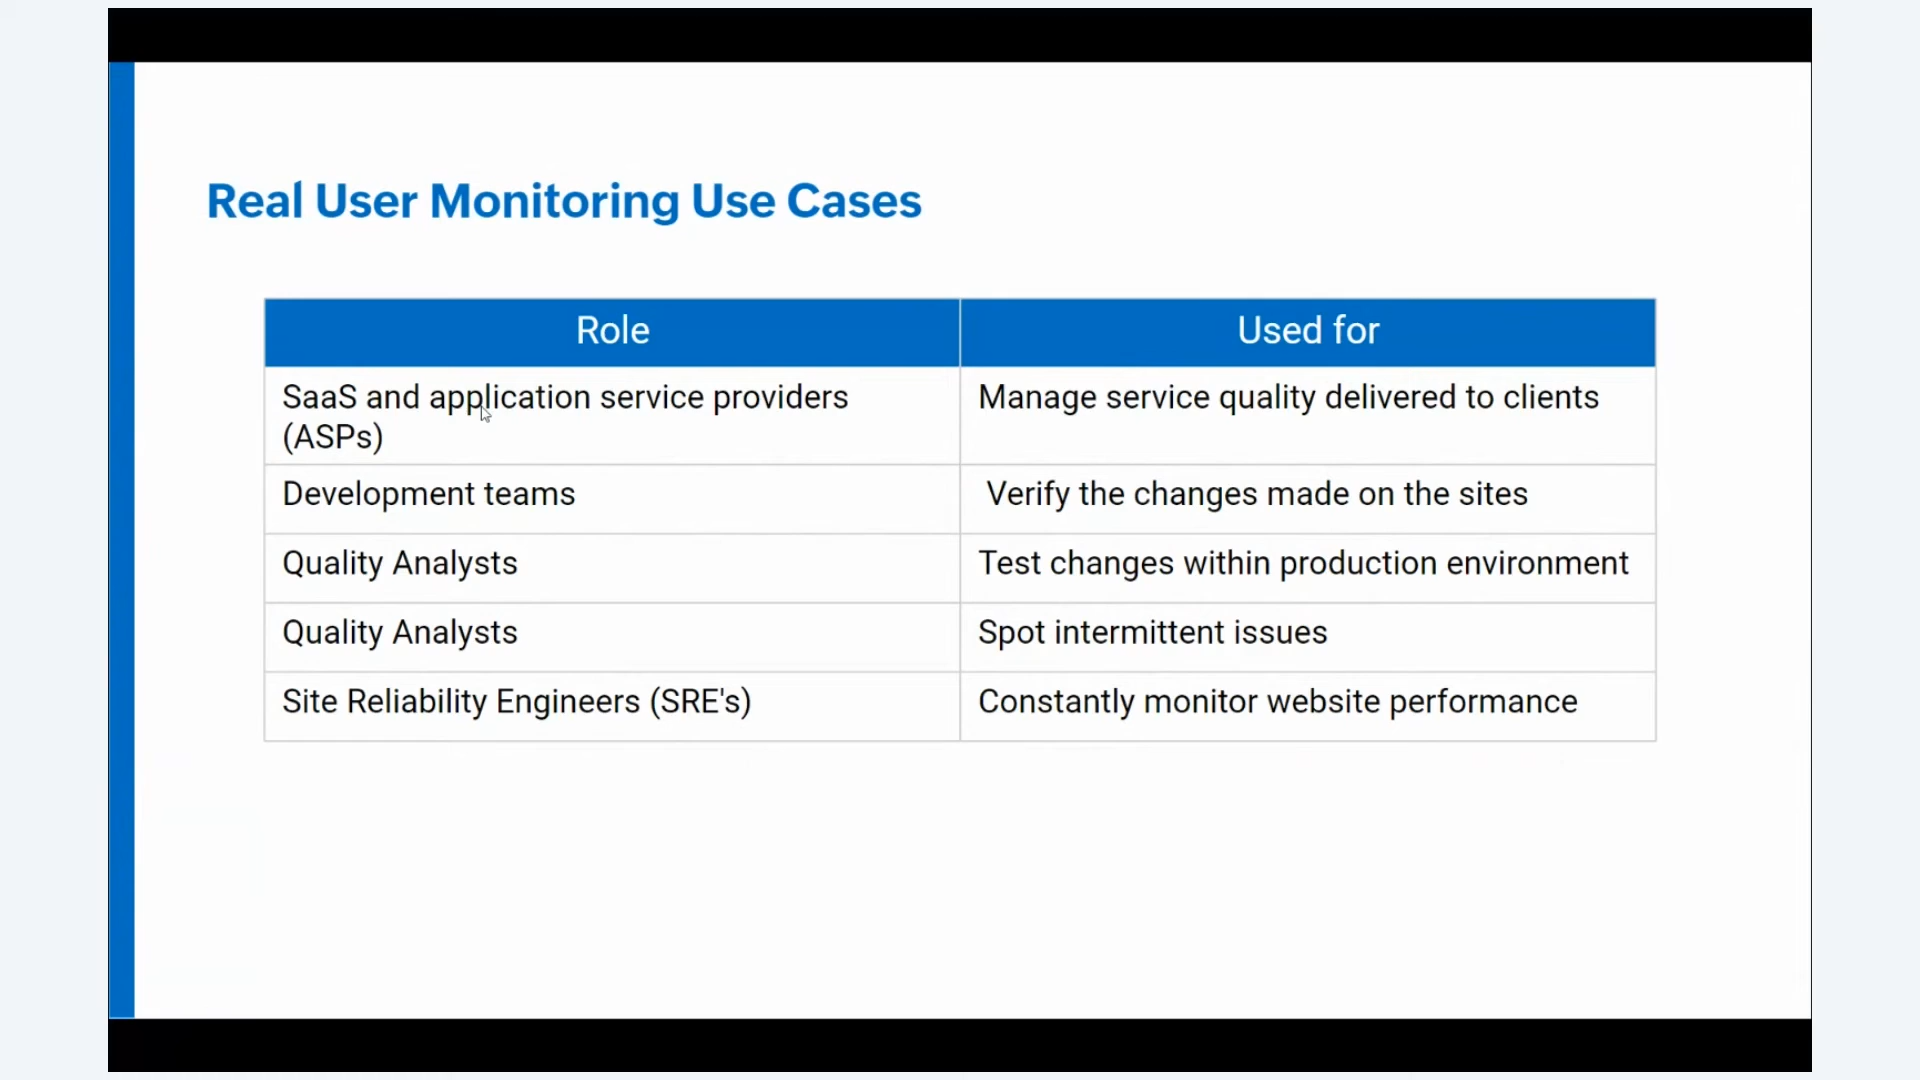 Real User Monitoring Use Cases
Role
Used for
SaaS and application service providers
(ASPs)
Manage service quality delivered to clients
Development teams
Verify the changes made on the sites
Quality Analysts
Test changes within production environment
Quality Analysts
Spot intermittent issues
Site Reliability Engineers (SRE's)
Constantly monitor website performance